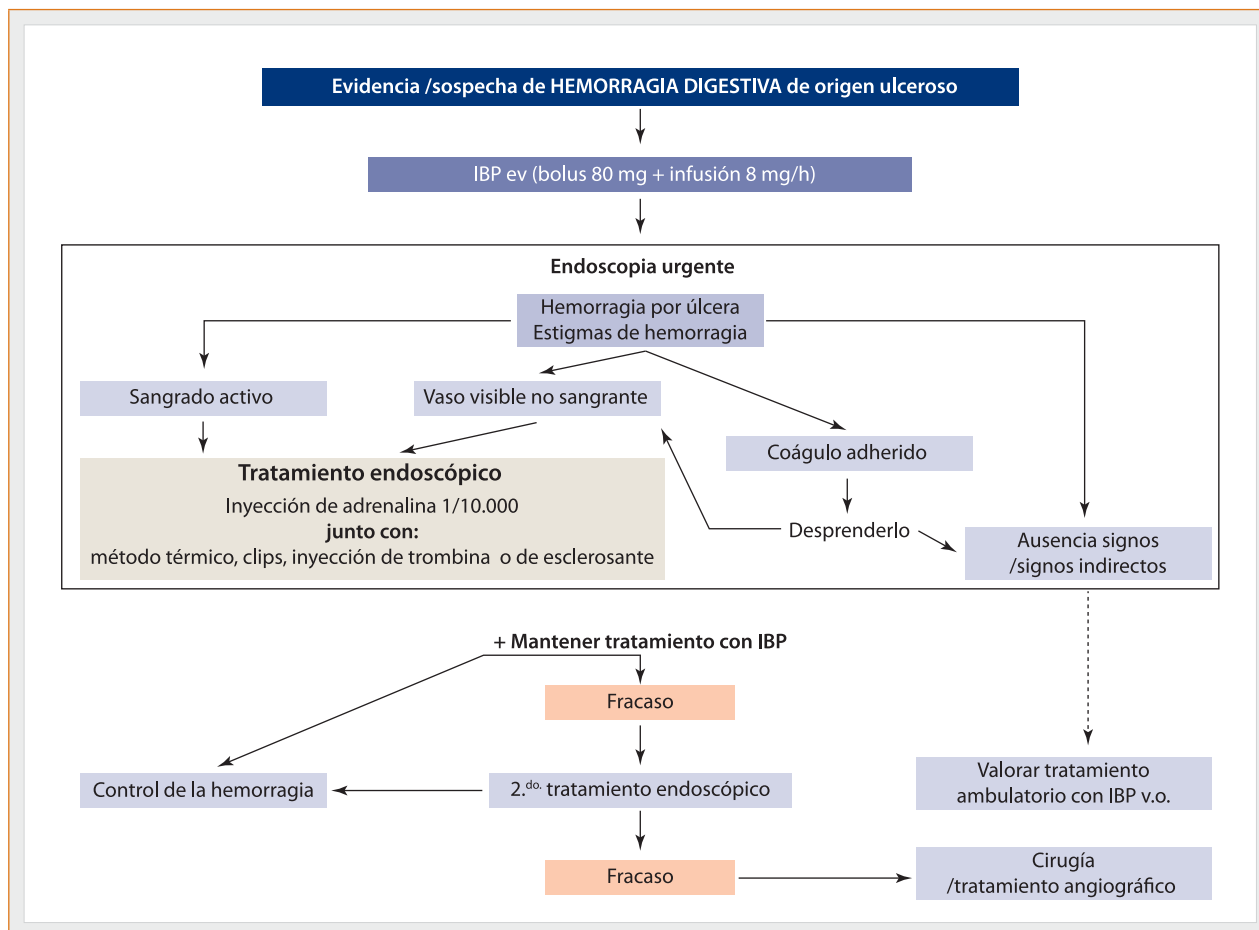 Evidencia /sospecha de HEMORRAGIA DIGESTIVA de origen ulceroso
IBP ev (bolus 80 mg + infusión 8 mg/h)
Endoscopia urgente
Hemorragia por úlcera
Estigmas de hemorragia
Sangrado activo
Vaso visible no sangrante
Coágulo adherido
Tratamiento endoscópico
Inyección de adrenalina 1/10.000
junto con:
método térmico, clips, inyección de trombina o de esclerosante
Desprenderlo
Ausencia signos
/signos indirectos
+ Mantener tratamiento con IBP
Fracaso
Control de la hemorragia
2.do. tratamiento endoscópico
Valorar tratamiento
ambulatorio con IBP v.o.
Fracaso
Cirugía
/tratamiento angiográfico